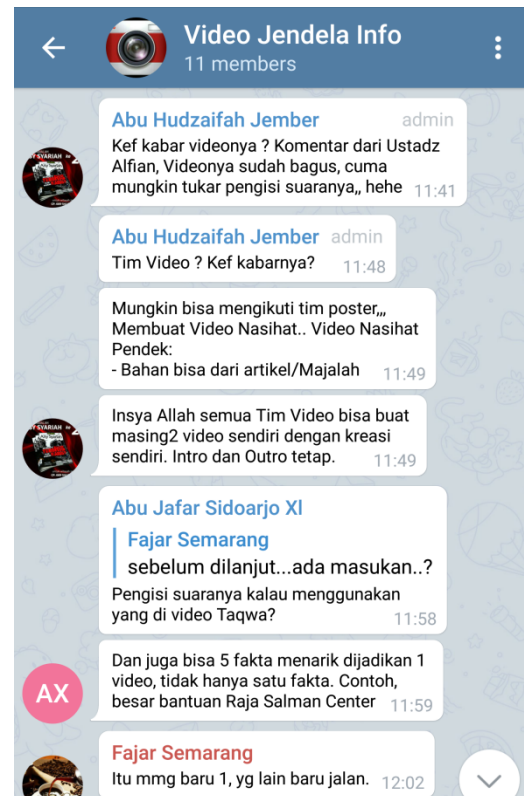 Video Jendela Info
11 members
Abu Hudzaifah Jember admin
Kef kabar videonya ? Komentar dari Ustadz
Alfian, Videonya sudah bagus, cuma
mungkin tukar pengisi suaranya,, hehe 11:41
Abu Hudzaifah Jember admin
Tim Video ? Kef kabarnya? 11:48
Mungkin bisa mengikuti tim poster,,,
Membuat Video Nasihat.. Video Nasihat
Pendek:
- Bahan bisa dari artikel/Majalah 11:49
Insya Allah semua Tim Video bisa buat
masing2 video sendiri dengan kreasi
sendiri. Intro dan Outro tetap. 11:49
Abu Jafar Sidoarjo Xl
Fajar Semarang
sebelum dilanjut...ada masukan..?
Pengisi suaranya kalau menggunakan
yang di video Taqwa? 11:58
Dan juga bisa 5 fakta menarik dijadikan 1
video, tidak hanya satu fakta. Contoh,
besar bantuan Raja Salman Center 11:59
AX
Fajar Semarang
Itu mmg baru 1, yg lain baru jalan. 12:02